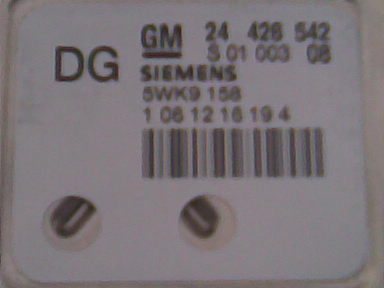 GM 24 426 542
DG S 01 003 08
SIEMENS
5WK9 158
1 06 12 16 19 4